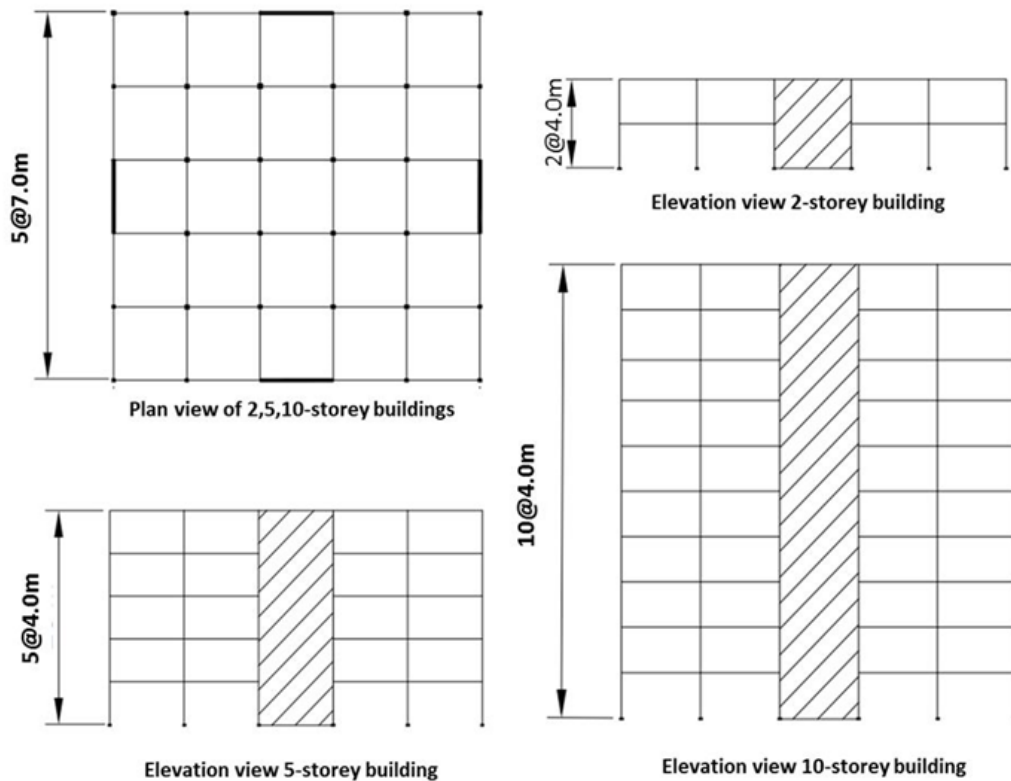 5@7.0m
Plan view of 2,5,10-storey buildings
2@4.0m
Elevation view 2-storey building
5@4.0m
Elevation view 5-storey building
10@4.0m
Elevation view 10-storey building